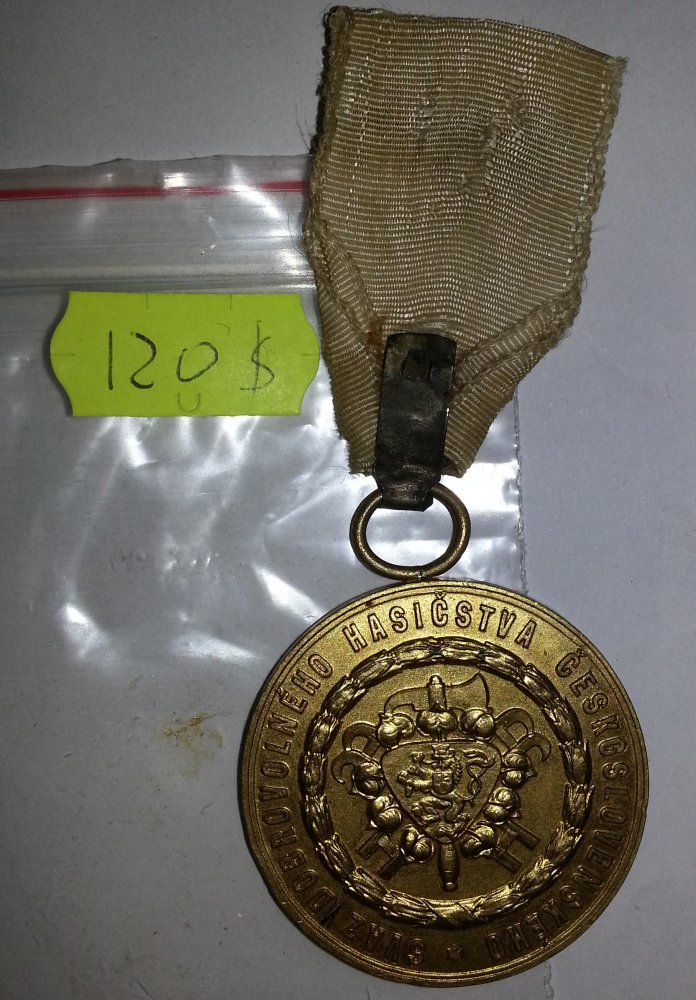 120 $
SVAZ DOBROVOLNÉHO HASIČSTVA ČESKOSLOVENSKÉHO